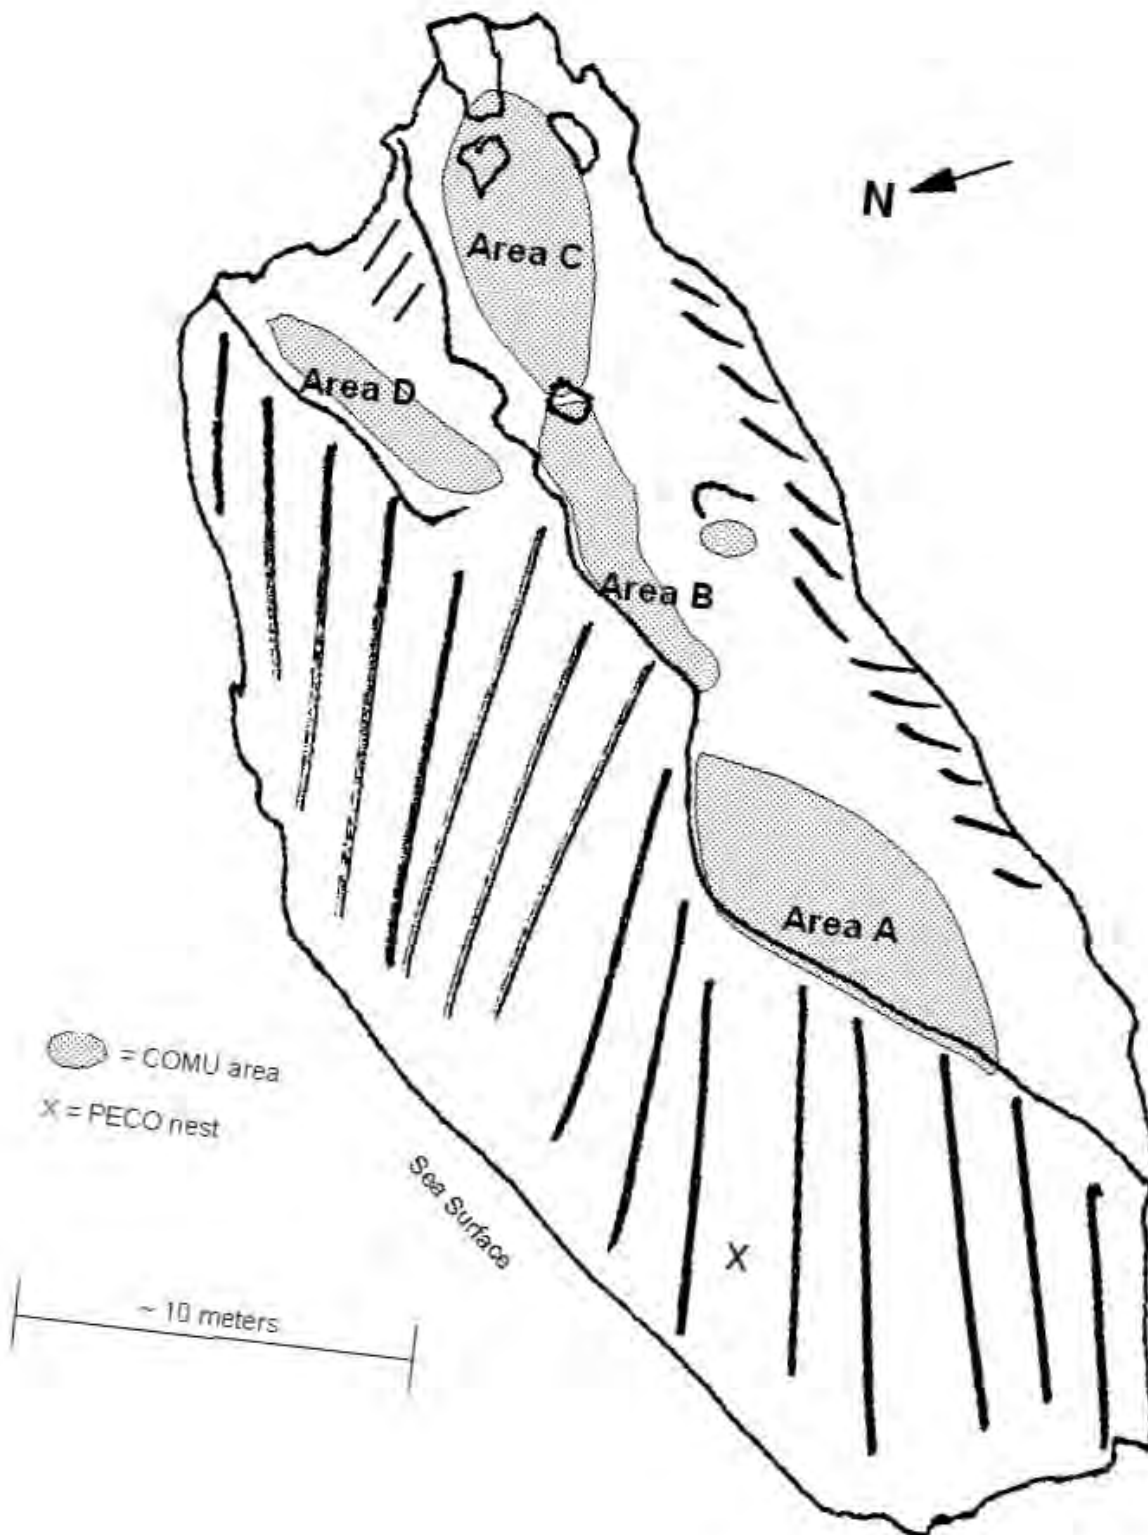 N
Area C
Area D
Area B
Area A
= COMU area
X = PECO nest
Sea Surface
X
~ 10 meters